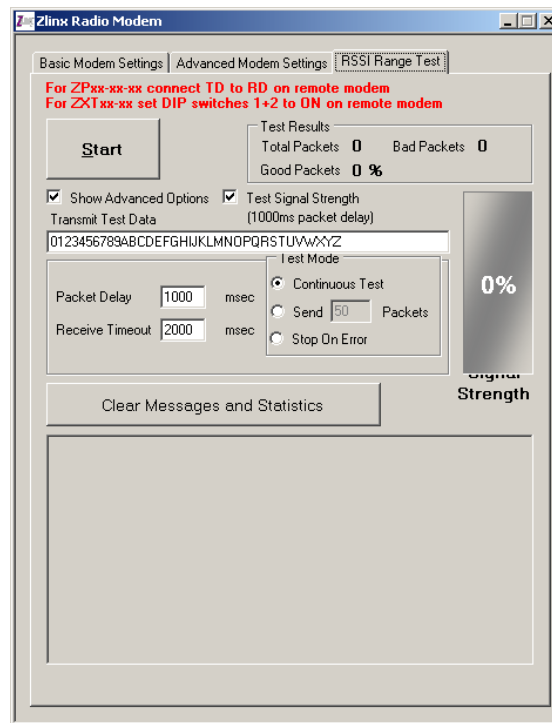 Zlinx Radio Modem
Basic Modem Settings Advanced Modem Settings RSSI Range Test
For ZPxx-xx-xx connect TD to RD on remote modem
For ZXTxx-xx set DIP switches 1+2 to ON on remote modem
Start
Test Results
Total Packets 0 Bad Packets 0
Good Packets 0 %
Show Advanced Options
Test Signal Strength
(1000ms packet delay)
Transmit Test Data
0123456789ABCDEFGHIJKLMNOPQRSTUVWXYZ
Packet Delay 1000 msec
Receive Timeout 2000 msec
Test Mode
Continuous Test
Send 50 Packets
Stop On Error
0%
Signal
Strength
Clear Messages and Statistics